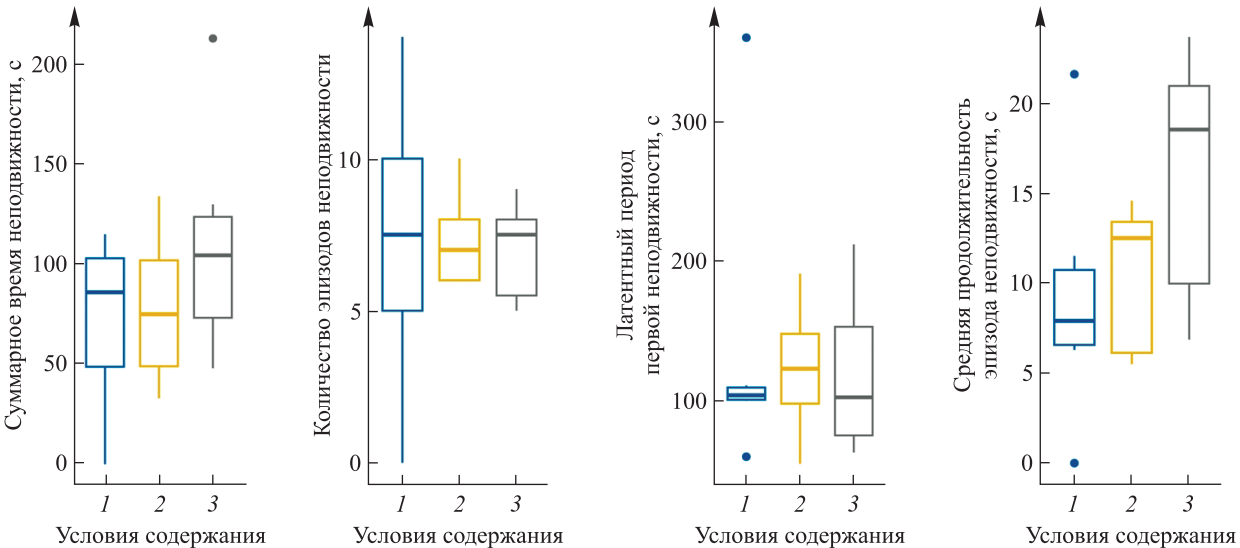 Суммарное время неподвижности, с
200
150
100
50
0
1 2 3
Условия содержания
Количество эпизодов неподвижности
10
5
0
1 2 3
Условия содержания
Латентный период
первой неподвижности, с
300
200
100
1 2 3
Условия содержания
Средняя продолжительность
эпизода неподвижности, с
20
15
10
5
0
1 2 3
Условия содержания